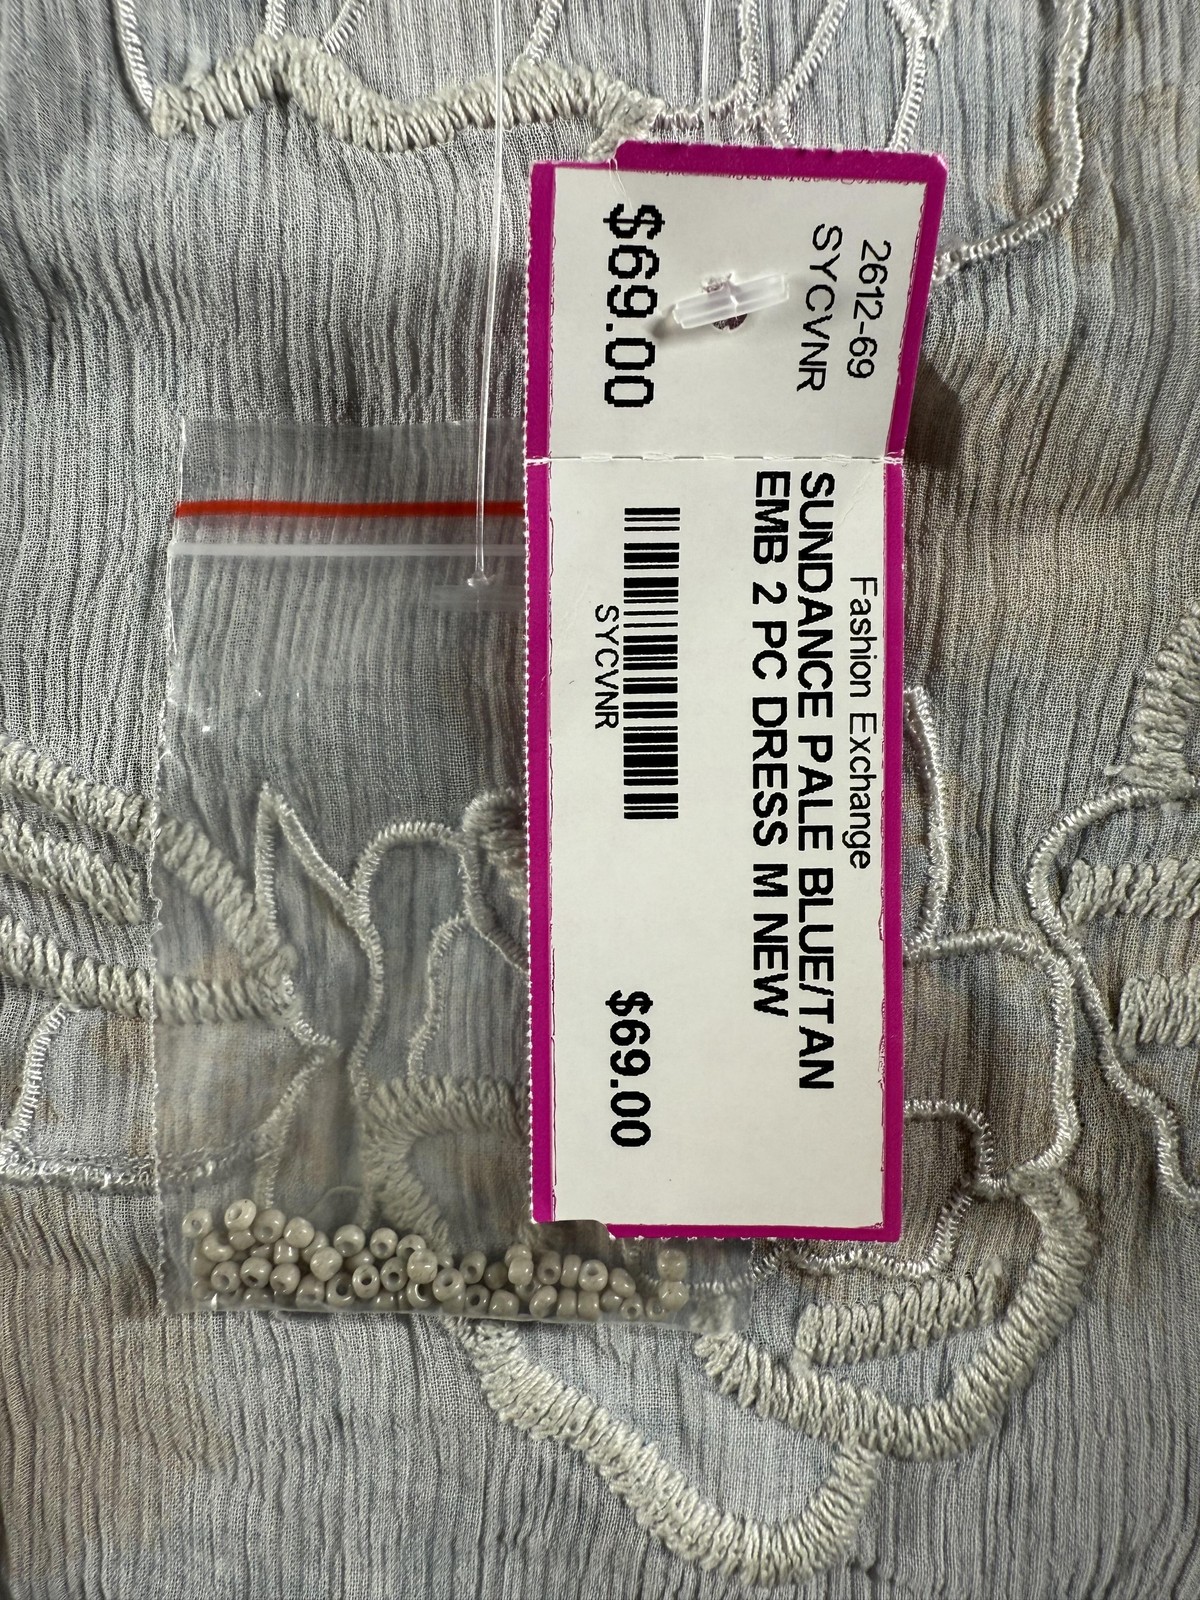 2612-69
SYCVNR
$69.00
Fashion Exchange
SUNDANCE PALE BLUE/TAN
EMB 2 PC DRESS M NEW
SYCVNR
$69.00